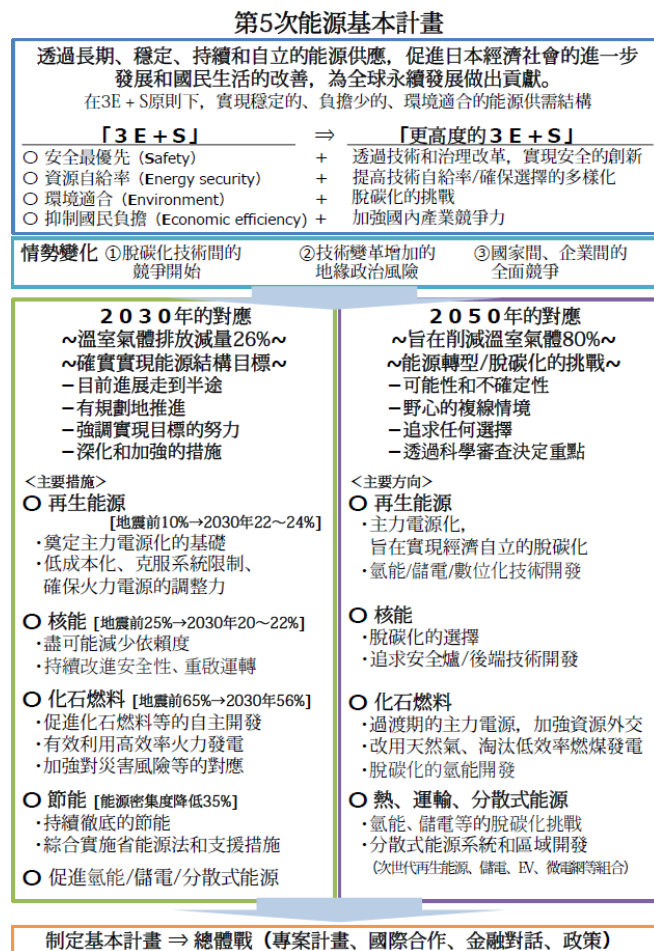 第5次能源基本計畫
透過長期、穩定、持續和自立的能源供應，促進日本經濟社會的進一步
發展和國民生活的改善，為全球永續發展做出貢獻。
在3E + S原則下，實現穩定的、負擔少的、環境適合的能源供需結構
「3E+S」 ⇒ 「更高度的3E+S」
〇 安全最優先（Safety） + 透過技術和治理改革，實現安全的創新
〇 資源自給率（Energy security） + 提高技術自給率/確保選擇的多樣化
〇 環境適合（Environment） + 脫碳化的挑戰
〇 抑制國民負擔（Economic efficiency） + 加強國內產業競爭力
情勢變化 ①脫碳化技術間的 ②技術變革增加的 ③國家間、企業間的
競爭開始 地緣政治風險 全面競爭
2030年的對應
~溫室氣體排放減量26%~
~確實實現能源結構目標~
－目前進展走到半途
－有規劃地推進
－強調實現目標的努力
－深化和加強的措施
<主要措施>
〇 再生能源
[地震前10%→2030年22～24%]
・奠定主力電源化的基礎
・低成本化、克服系統限制、
確保火力電源的調整力
〇 核能 [地震前25%→2030年20～22%]
・盡可能減少依賴度
・持續改進安全性、重啟運轉
〇 化石燃料 [地震前65%→2030年56%]
・促進化石燃料等的自主開發
・有效利用高效率火力發電
・加強對災害風險等的對應
〇 節能 [能源密集度降低35%]
・持續徹底的節能
・綜合實施省能源法和支援措施
〇 促進氫能/儲電/分散式能源
2050年的對應
~旨在削減溫室氣體80%~
~能源轉型/脫碳化的挑戰~
－可能性和不確定性
－野心的複線情境
－追求任何選擇
－透過科學審查決定重點
<主要方向>
〇 再生能源
・主力電源化，
旨在實現經濟自立的脫碳化
・氫能/儲電/數位化技術開發
〇 核能
・脫碳化的選擇
・追求安全爐/後端技術開發
〇 化石燃料
・過渡期的主力電源，加強資源外交
・改用天然氣、淘汰低效率燃煤發電
・脫碳化的氫能開發
〇 熱、運輸、分散式能源
・氫能、儲電等的脫碳化挑戰
・分散式能源系統和區域開發
（次世代再生能源、儲電、EV、微電網等組合）
制定基本計畫 ⇒ 總體戰（專案計畫、國際合作、金融對話、政策）